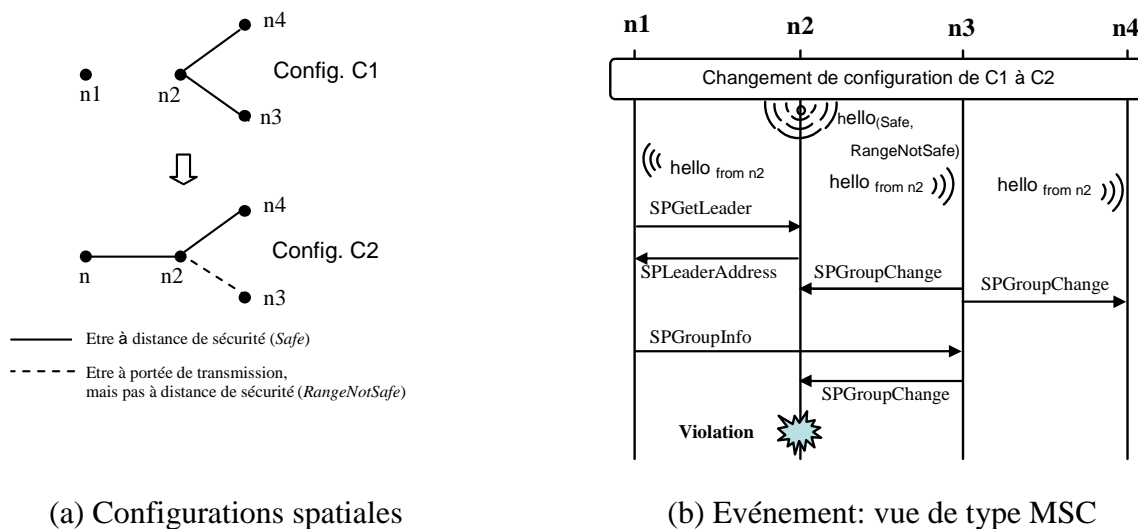 n4
n1
n2
Config. C1
n3
n4
Config. C2
n
n2
n3
Etre à distance de sécurité (Safe)
Etre à portée de transmission,
mais pas à distance de sécurité (RangeNotSafe)
(a) Configurations spatiales
n1 n2 n3 n4
Changement de configuration de C1 à C2
hello(Safe,
RangeNotSafe)
hello from n2
hello from n2
hello from n2
SPGetLeader
SPLeaderAddress
SPGroupChange
SPGroupChange
SPGroupInfo
SPGroupChange
Violation
(b) Evénement: vue de type MSC